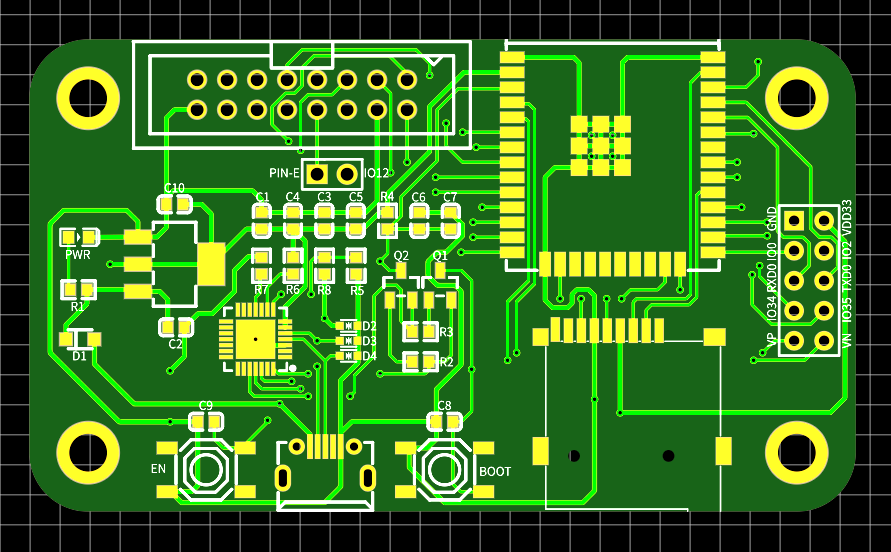 PIN-E IO12
C10 C1 C4 C3 C5 R4 C6 C7
GND VDD33
PWR Q2 Q1 IO0 IO2
R7 R6 R8 R5 RXD0 TXD0
R1 IO34 IO35
D2
C2 R3
D3
VP VN
D1 D4 R2
C9 C8
EN BOOT